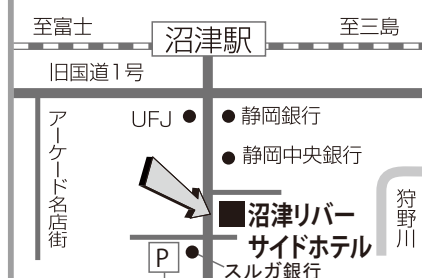 至富士
沼津駅
至三島
旧国道1号
UFJ
静岡銀行
静岡中央銀行
アーケード名店街
沼津リバー
サイドホテル
狩野川
P
スルガ銀行